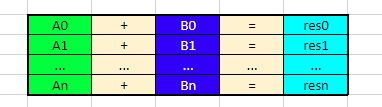 A0 + B0 = res0
A1 + B1 = res1
... ... ... ... ...
An + Bn = resn